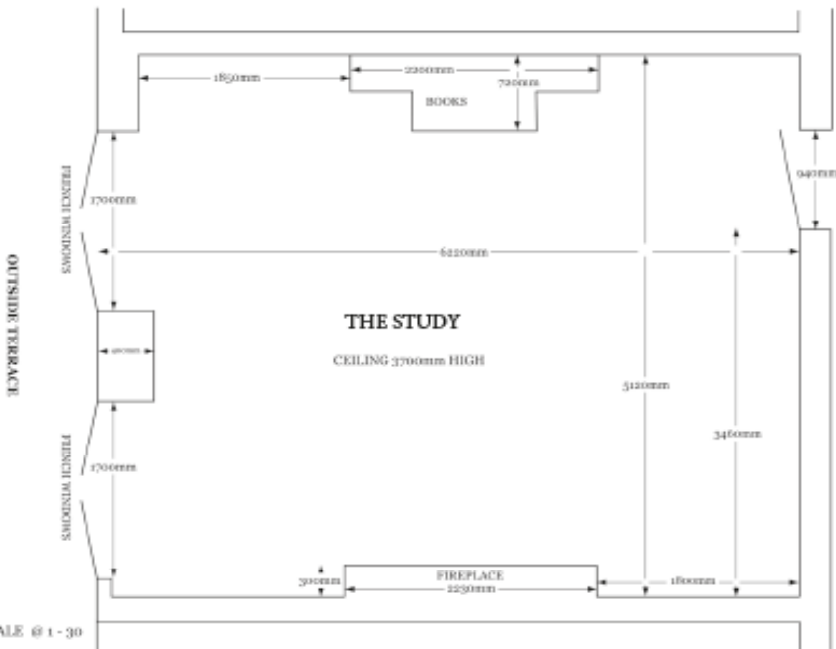 1850mm
2200mm
720mm
BOOKS
940mm
FRENCH WINDOWS
1700mm
6220mm
OUTSIDE TERRACE
THE STUDY
CEILING 3700mm HIGH
5120mm
3460mm
FRENCH WINDOWS
1700mm
300mm
FIREPLACE
2230mm
1800mm
ALE @ 1 - 30